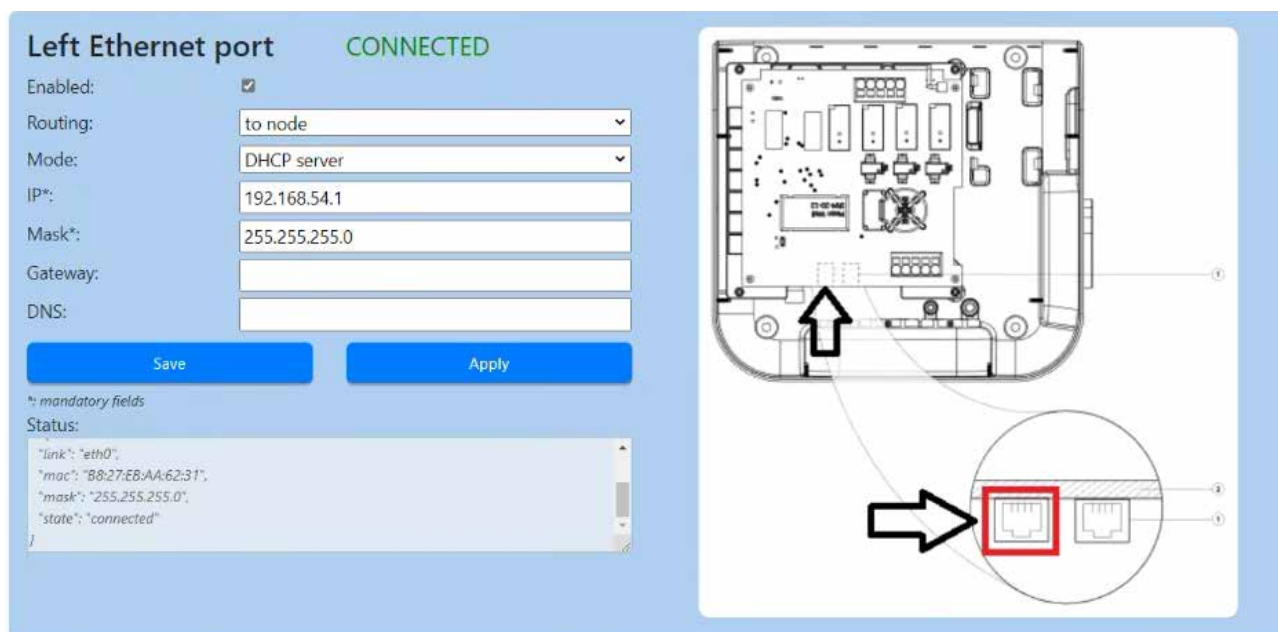 Left Ethernet port CONNECTED
Enabled:
Routing: to node
Mode: DHCP server
IP*: 192.168.54.1
Mask*: 255.255.255.0
Gateway:
DNS:
Save Apply
*: mandatory fields
Status:
"link": "eth0",
"mac": "B8:27:EB:AA:62:31",
"mask": "255.255.255.0",
"state": "connected"
}